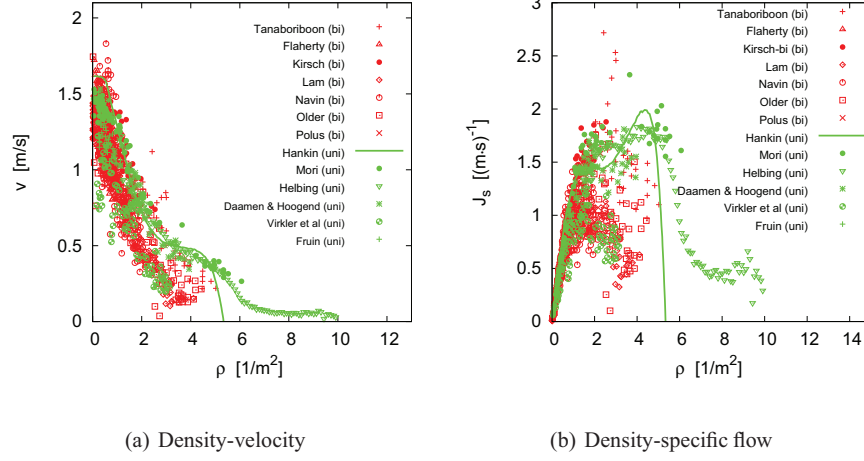 2
1.5
1
0.5
0
v [m/s]
0 2 4 6 8 10 12
ρ [1/m²]
Tanaboriboon (bi)
Flaherty (bi)
Kirsch (bi)
Lam (bi)
Navin (bi)
Older (bi)
Polus (bi)
Hankin (uni)
Mori (uni)
Helbing (uni)
Daamen & Hoogend (uni)
Virkler et al (uni)
Fruin (uni)
(a) Density-velocity
3
2.5
2
1.5
1
0.5
0
J_s [(m·s)⁻¹]
0 2 4 6 8 10 12 14
ρ [1/m²]
Tanaboriboon (bi)
Flaherty (bi)
Kirsch-bi (bi)
Lam (bi)
Navin (bi)
Older (bi)
Polus (bi)
Hankin (uni)
Mori (uni)
Helbing (uni)
Daamen & Hoogend (uni)
Virkler et al (uni)
Fruin (uni)
(b) Density-specific flow